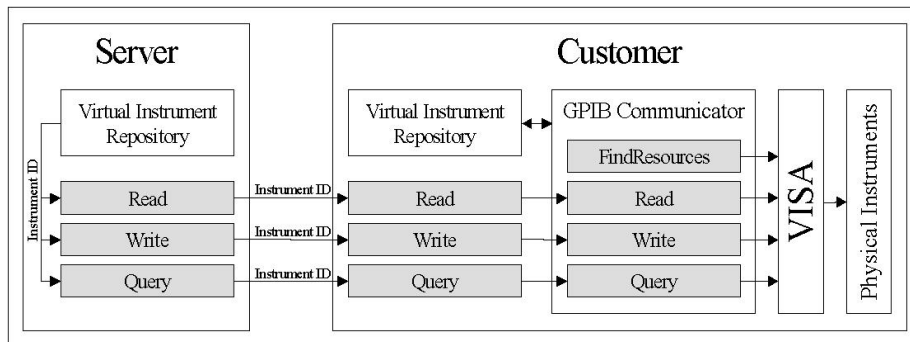 Server
Customer
Virtual Instrument
Repository
Virtual Instrument
Repository
GPIB Communicator
FindResources
Instrument ID
Read
Instrument ID
Read
Read
Write
Instrument ID
Write
Write
Query
Instrument ID
Query
Query
VISA
Physical Instruments